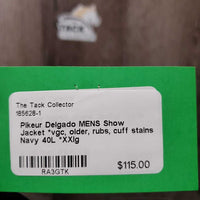 TACK
The Tack Collector
185628-1
Pikeur Delgado MENS Show
Jacket *vgc, older, rubs, cuff stains
Navy 40L *XXlg
$115.00
RA3GTK